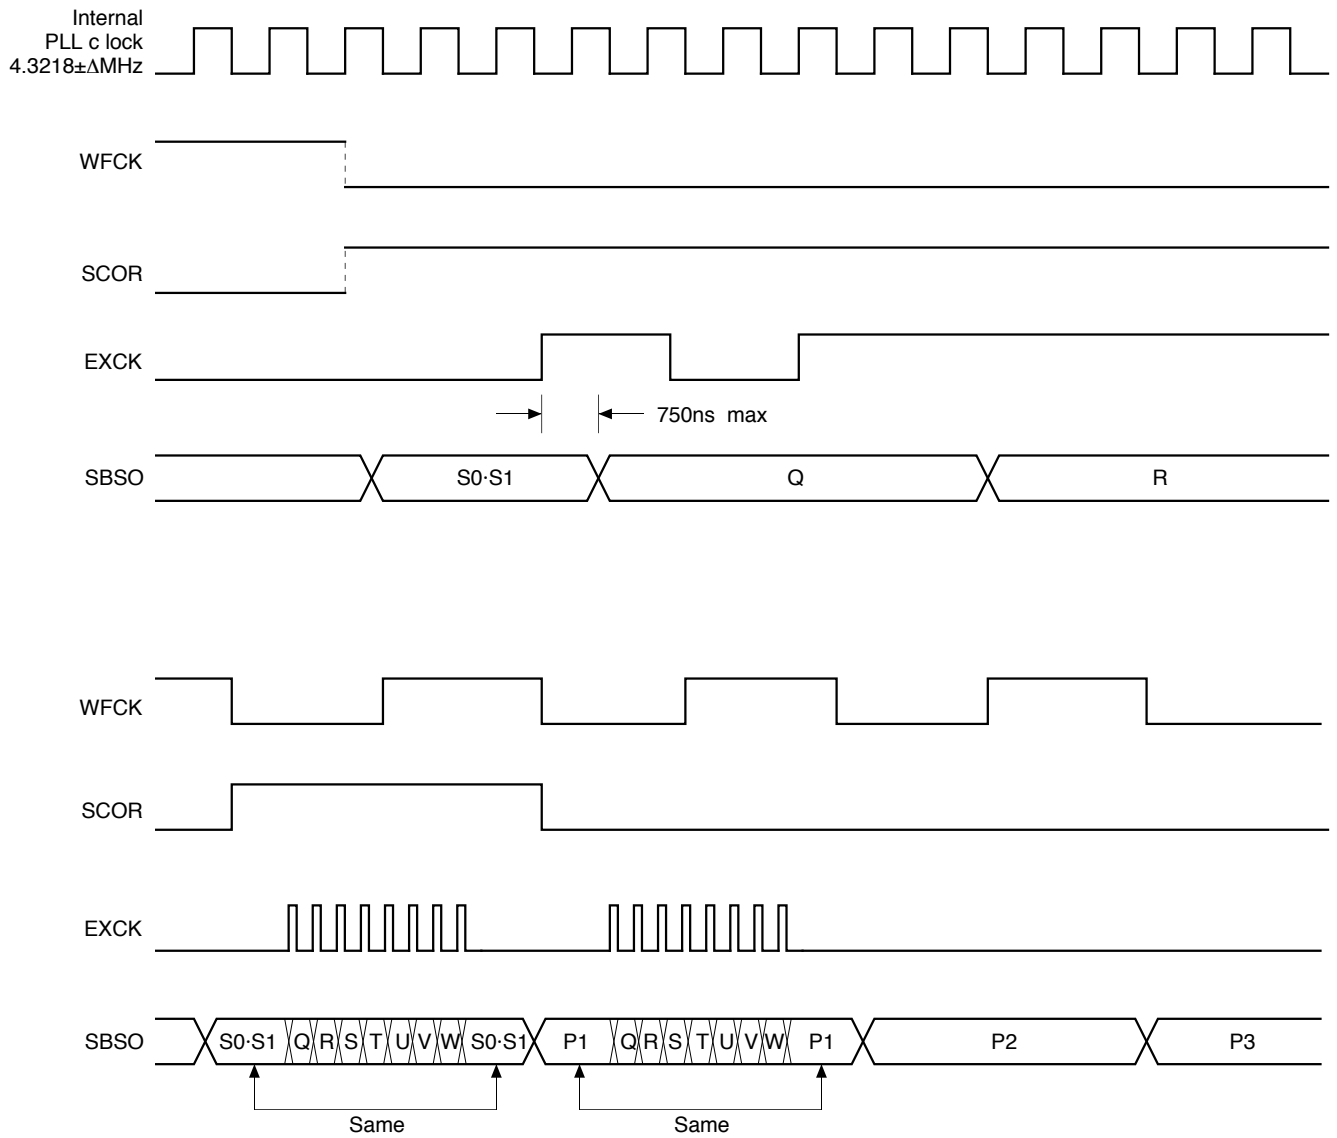 Internal
PLL c lock
4.3218±ΔMHz
WFCK
SCOR
EXCK
750ns max
SBSO
S0·S1
Q
R
WFCK
SCOR
EXCK
SBSO
S0·S1 Q R S T U V W S0·S1 P1 Q R S T U V W P1 P2 P3
Same
Same